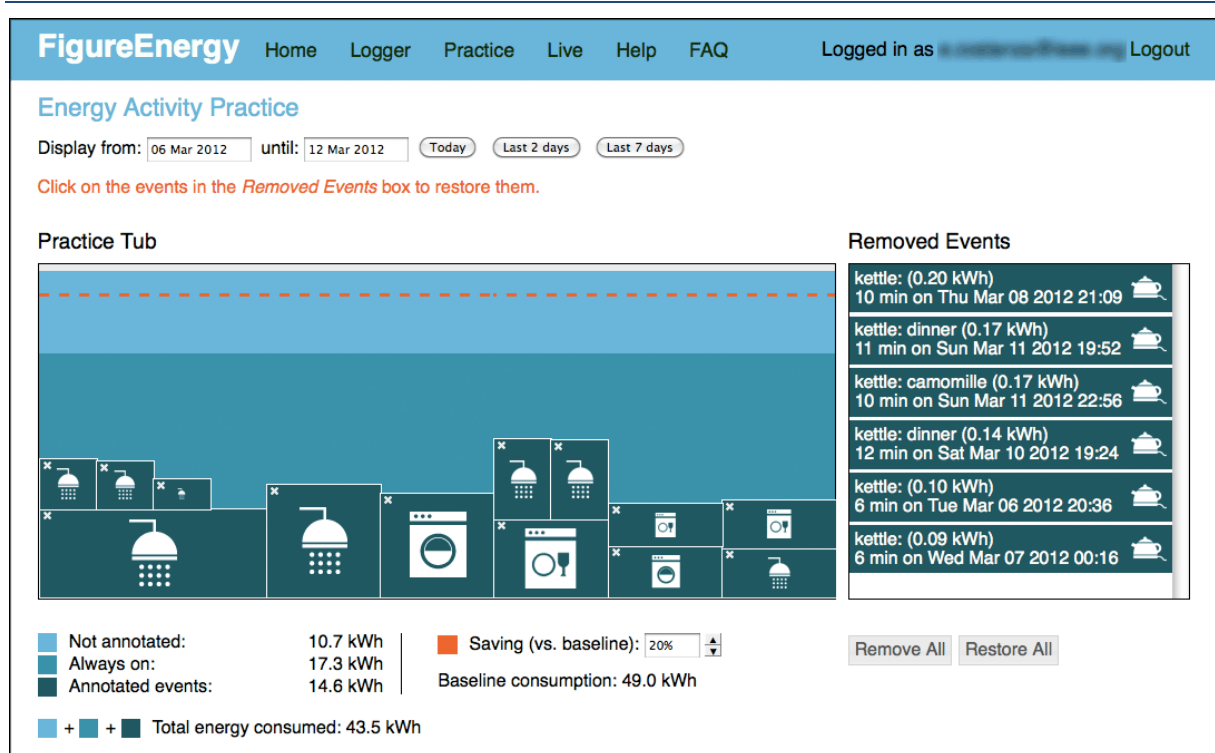 FigureEnergy Home Logger Practice Live Help FAQ Logged in as Logout
Energy Activity Practice
Display from: 06 Mar 2012 until: 12 Mar 2012 Today Last 2 days Last 7 days
Click on the events in the Removed Events box to restore them.
Practice Tub
Removed Events
kettle: (0.20 kWh)
10 min on Thu Mar 08 2012 21:09
kettle: dinner (0.17 kWh)
11 min on Sun Mar 11 2012 19:52
kettle: camomille (0.17 kWh)
10 min on Sun Mar 11 2012 22:56
kettle: dinner (0.14 kWh)
12 min on Sat Mar 10 2012 19:24
kettle: (0.10 kWh)
6 min on Tue Mar 06 2012 20:36
kettle: (0.09 kWh)
6 min on Wed Mar 07 2012 00:16
Not annotated: 10.7 kWh
Always on: 17.3 kWh
Annotated events: 14.6 kWh
+ + Total energy consumed: 43.5 kWh
Saving (vs. baseline): 20%
Baseline consumption: 49.0 kWh
Remove All Restore All